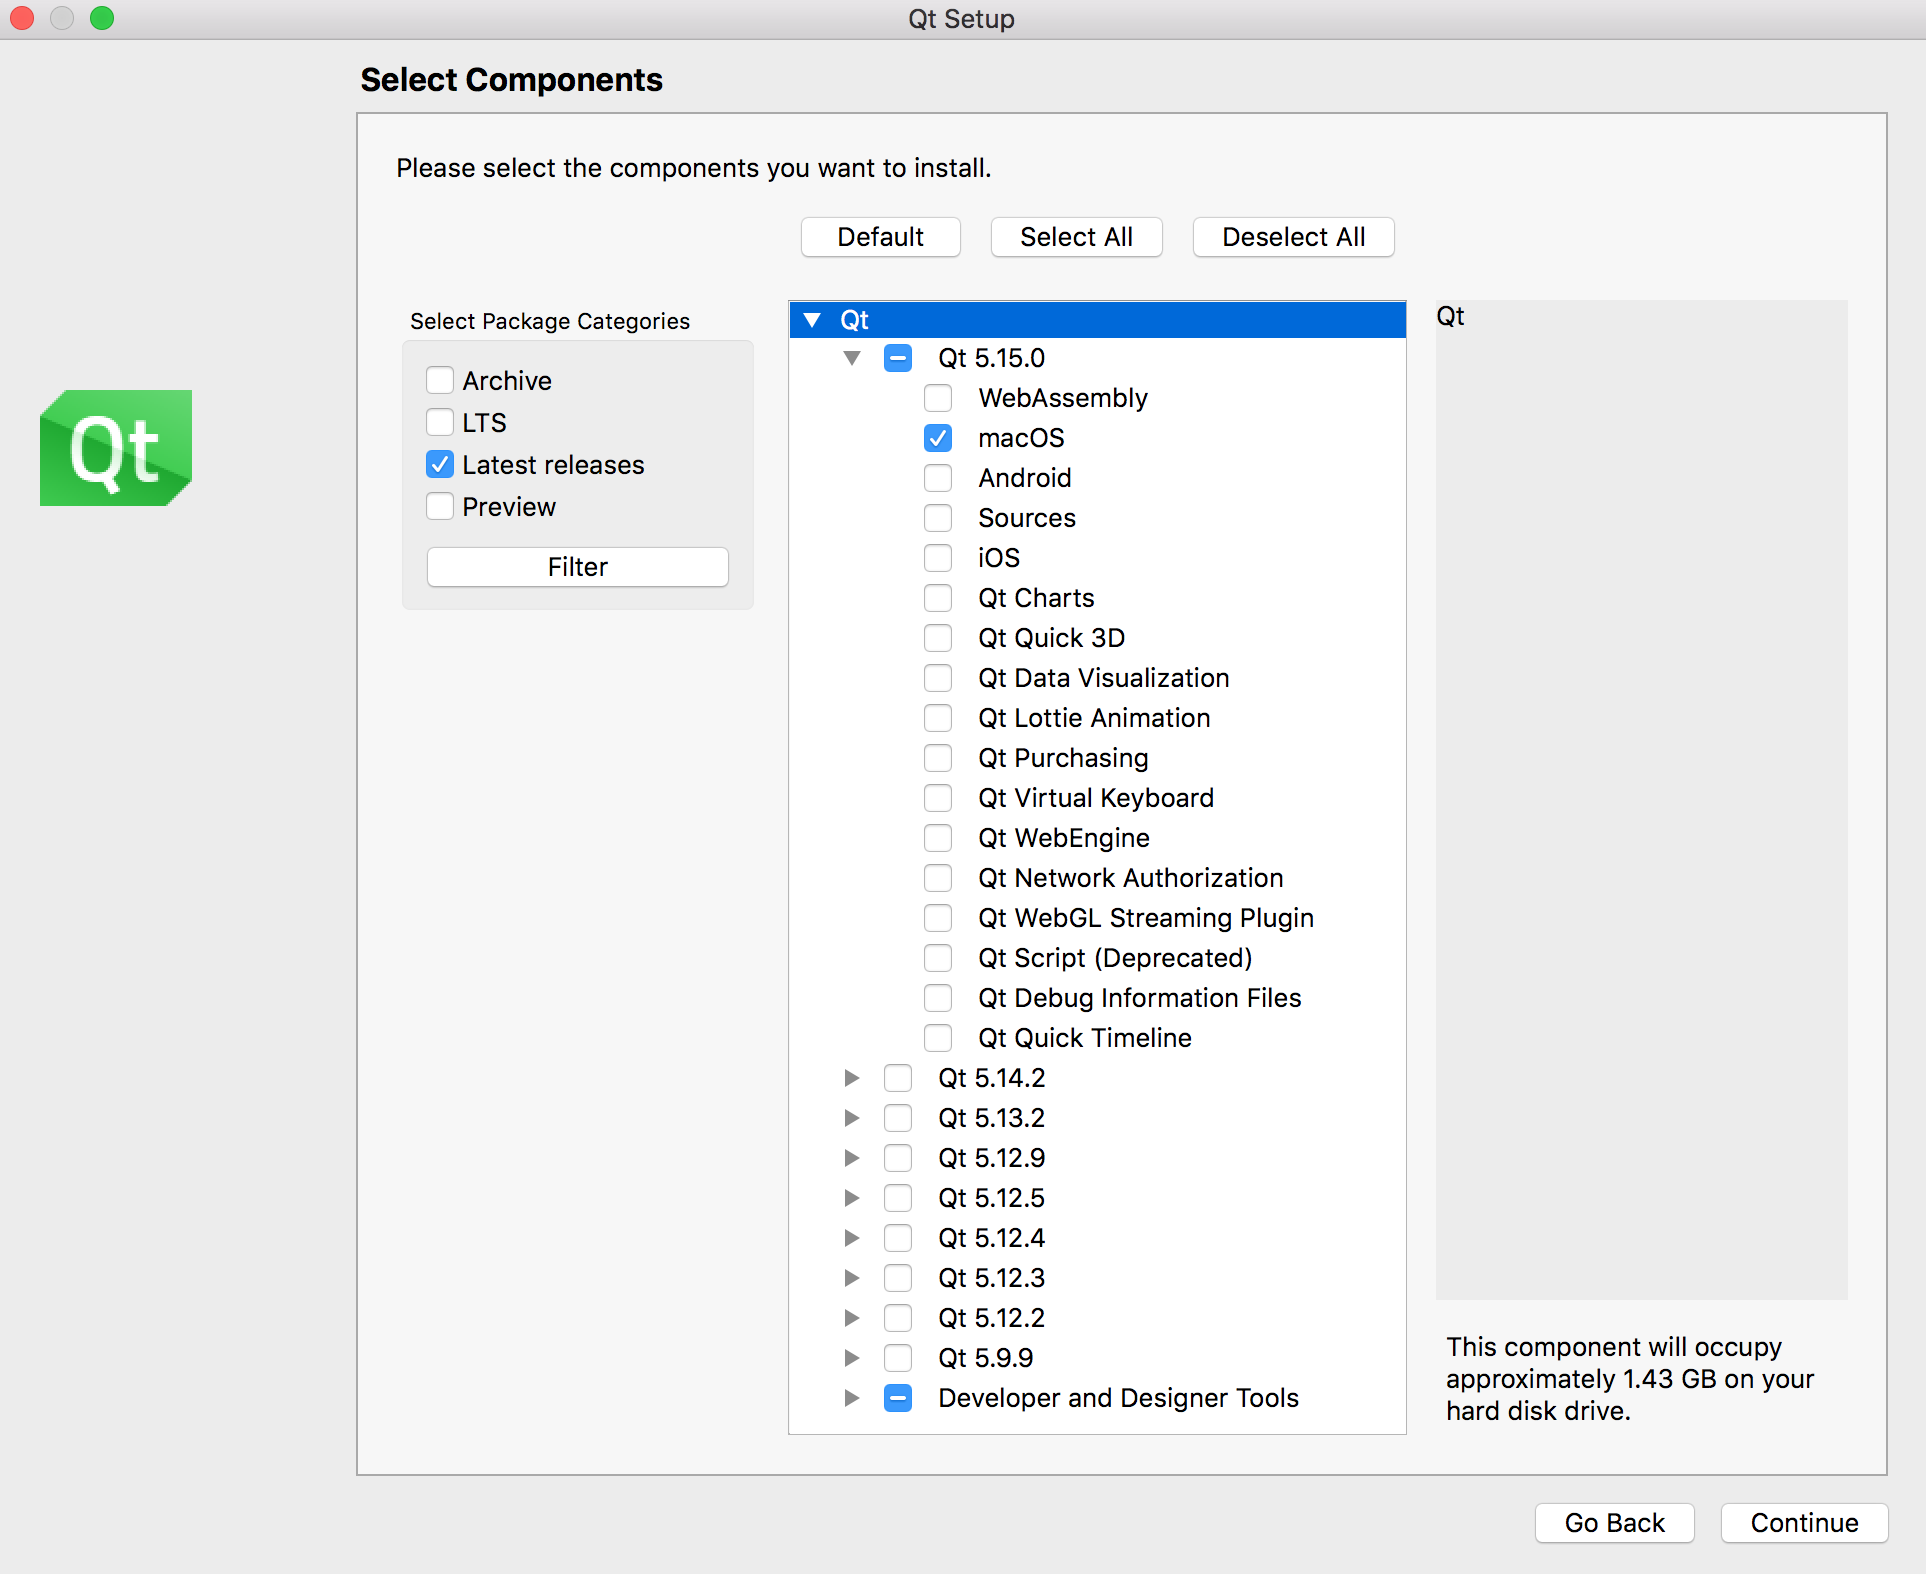 Qt Setup
Select Components
Please select the components you want to install.
Default
Select All
Deselect All
Select Package Categories
Archive
LTS
Latest releases
Preview
Filter
Qt
Qt
Qt 5.15.0
WebAssembly
macOS
Android
Sources
iOS
Qt Charts
Qt Quick 3D
Qt Data Visualization
Qt Lottie Animation
Qt Purchasing
Qt Virtual Keyboard
Qt WebEngine
Qt Network Authorization
Qt WebGL Streaming Plugin
Qt Script (Deprecated)
Qt Debug Information Files
Qt Quick Timeline
Qt 5.14.2
Qt 5.13.2
Qt 5.12.9
Qt 5.12.5
Qt 5.12.4
Qt 5.12.3
Qt 5.12.2
Qt 5.9.9
Developer and Designer Tools
Qt
This component will occupy
approximately 1.43 GB on your
hard disk drive.
Go Back
Continue